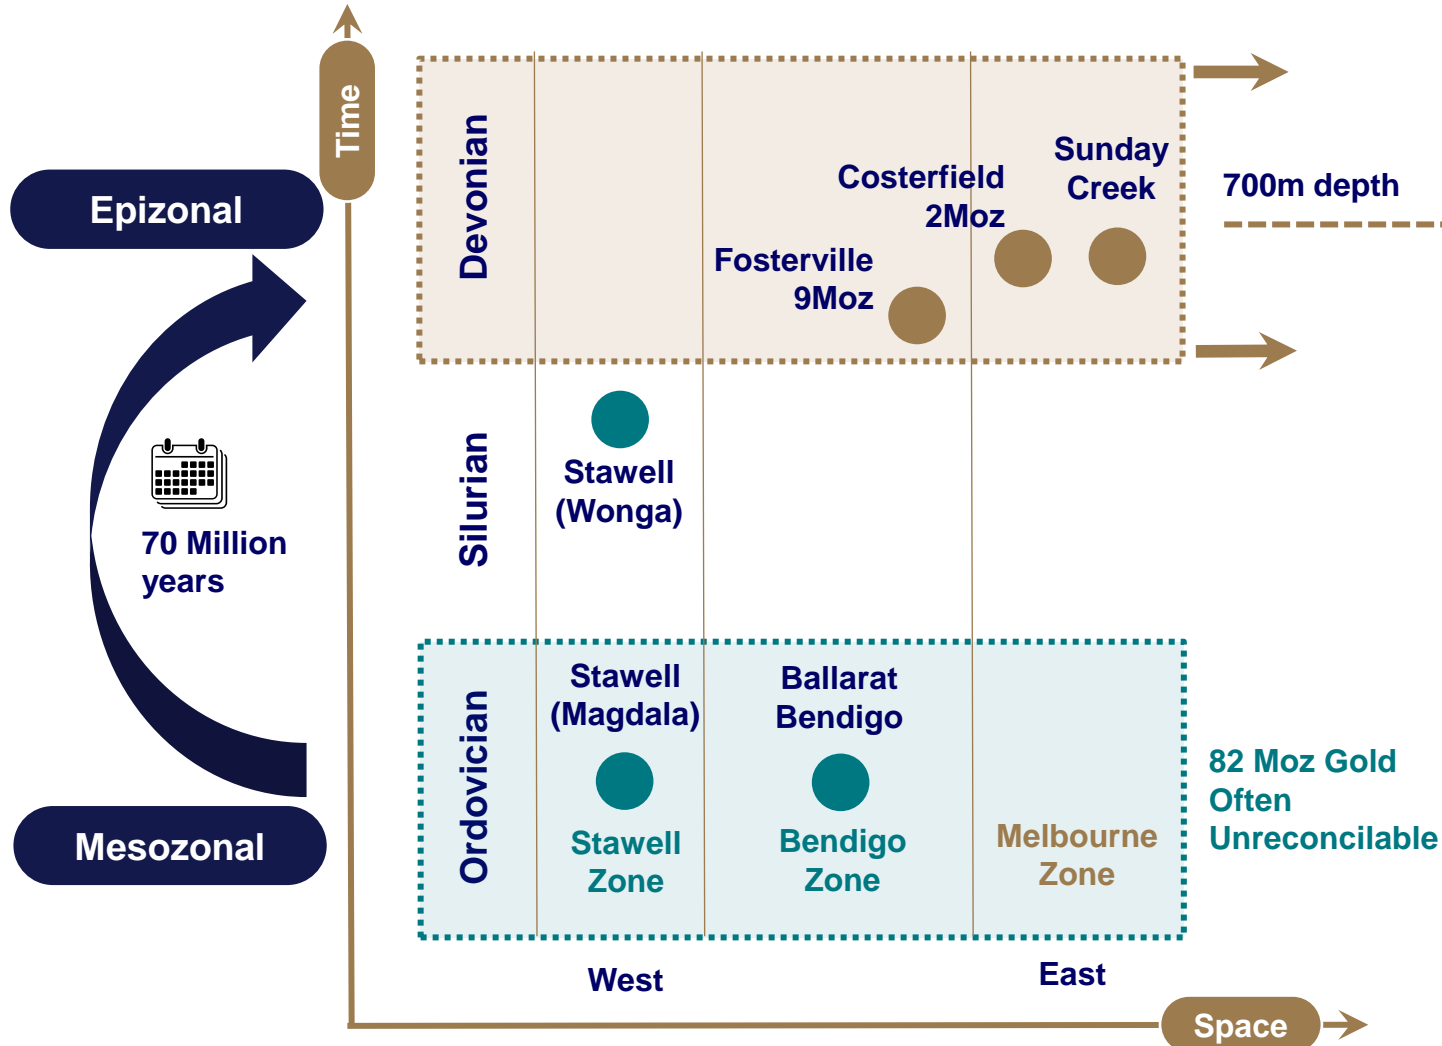 Time
Epizonal
Devonian
Sunday
Creek
Costerfield
2Moz
Fosterville
9Moz
700m depth
Silurian
Stawell
(Wonga)
70 Million
years
Mesozonal
Ordovician
Stawell
(Magdala)
Ballarat
Bendigo
Stawell
Zone
Bendigo
Zone
Melbourne
Zone
82 Moz Gold
Often
Unreconcilable
West
East
Space